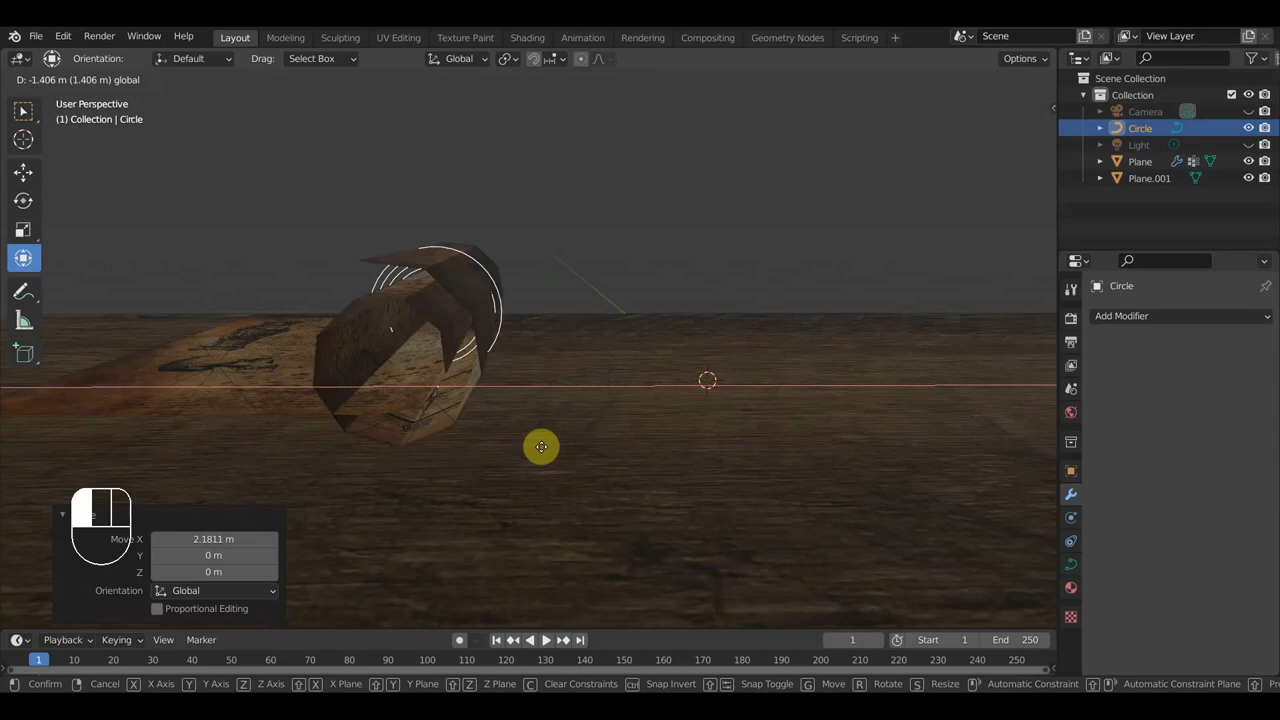 File Edit Render Window Help Layout Modeling Sculpting UV Editing Texture Paint Shading Animation Rendering Compositing Geometry Nodes Scripting + Scene View Layer
Orientation: Default Drag: Select Box Global Options
D: -1.406 m (1.406 m) global
User Perspective
(1) Collection | Circle
Scene Collection
Collection
Camera
Circle
Light
Plane
Plane.001
Circle
Add Modifier
Move X 2.1811 m
Y 0 m
Z 0 m
Orientation Global
Proportional Editing
Playback Keying View Marker 1 Start 1 End 250
1 10 20 30 40 50 60 70 80 90 100 110 120 130 140 150 160 170 180 190 200 210 220 230 240 250
Confirm Cancel X X Axis Y Y Axis Z Z Axis X X Plane Y Y Plane Z Z Plane C Clear Constraints Ctrl Snap Invert Snap Toggle G Move R Rotate S Resize Automatic Constraint Automatic Constraint Plane